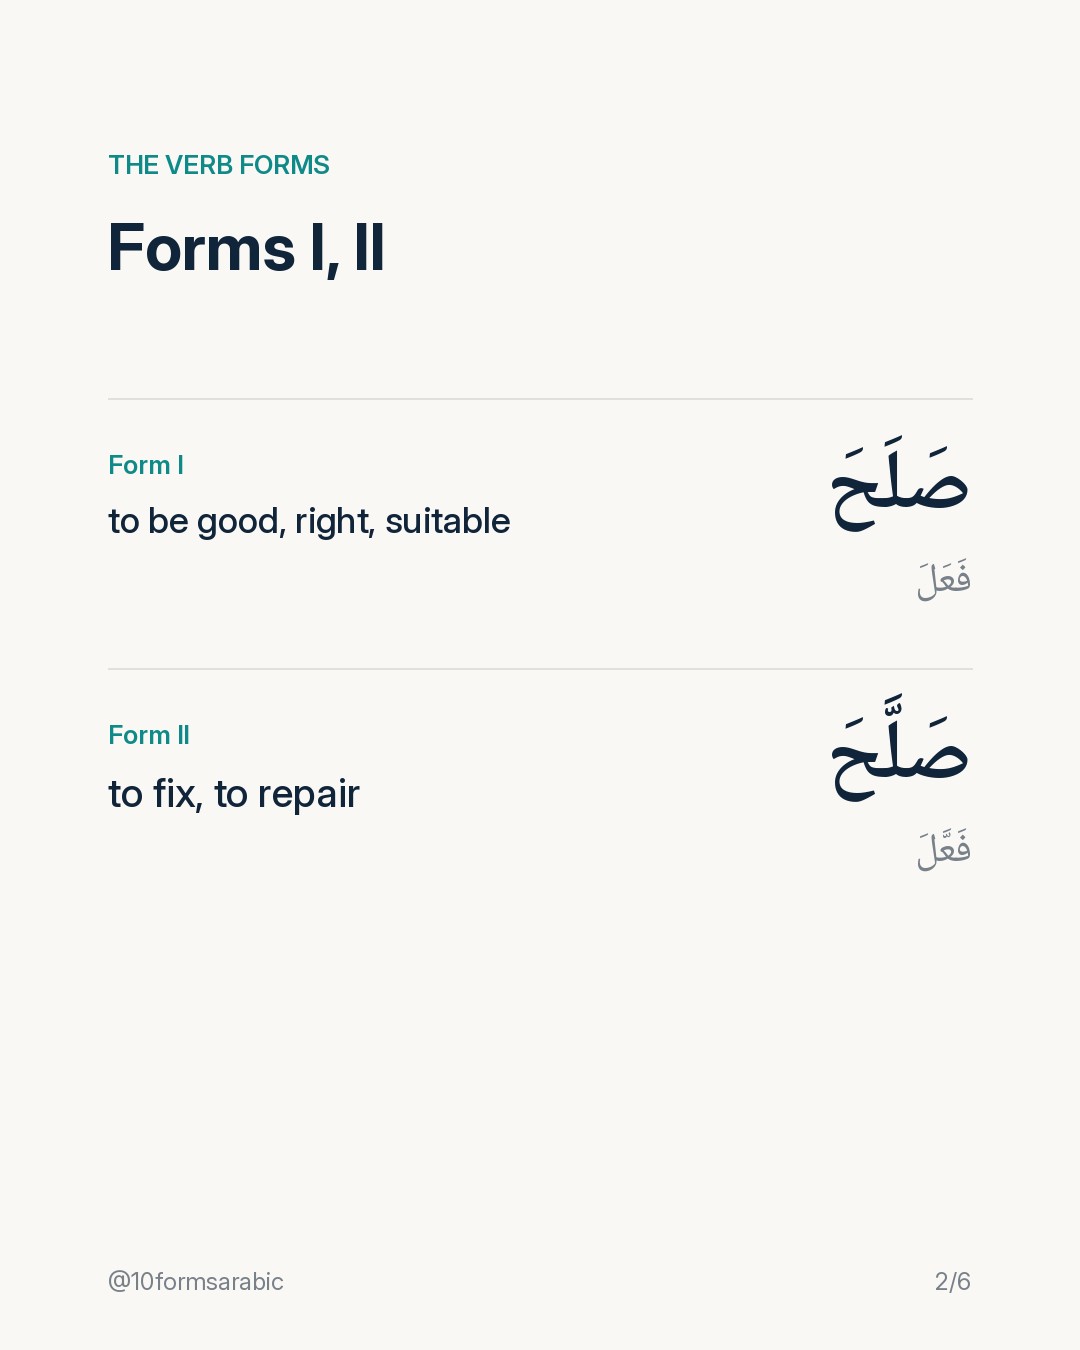 THE VERB FORMS
Forms I, II
Form I
to be good, right, suitable
صَلَحَ
فَعَلَ
Form II
to fix, to repair
صَلَّحَ
فَعَّلَ
@10formsarabic
2/6